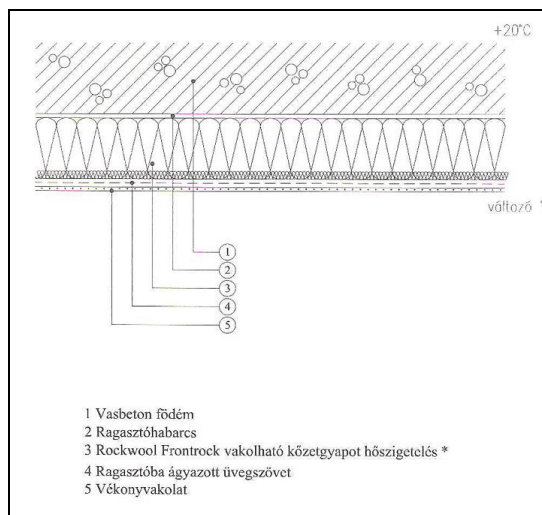 +20°C
változó
1
2
3
4
5
1 Vasbeton födém
2 Ragasztóhabarcs
3 Rockwool Frontrock vakolható kőzetgyapot hőszigetelés *
4 Ragasztóba ágyazott üvegszövet
5 Vékonyvakolat